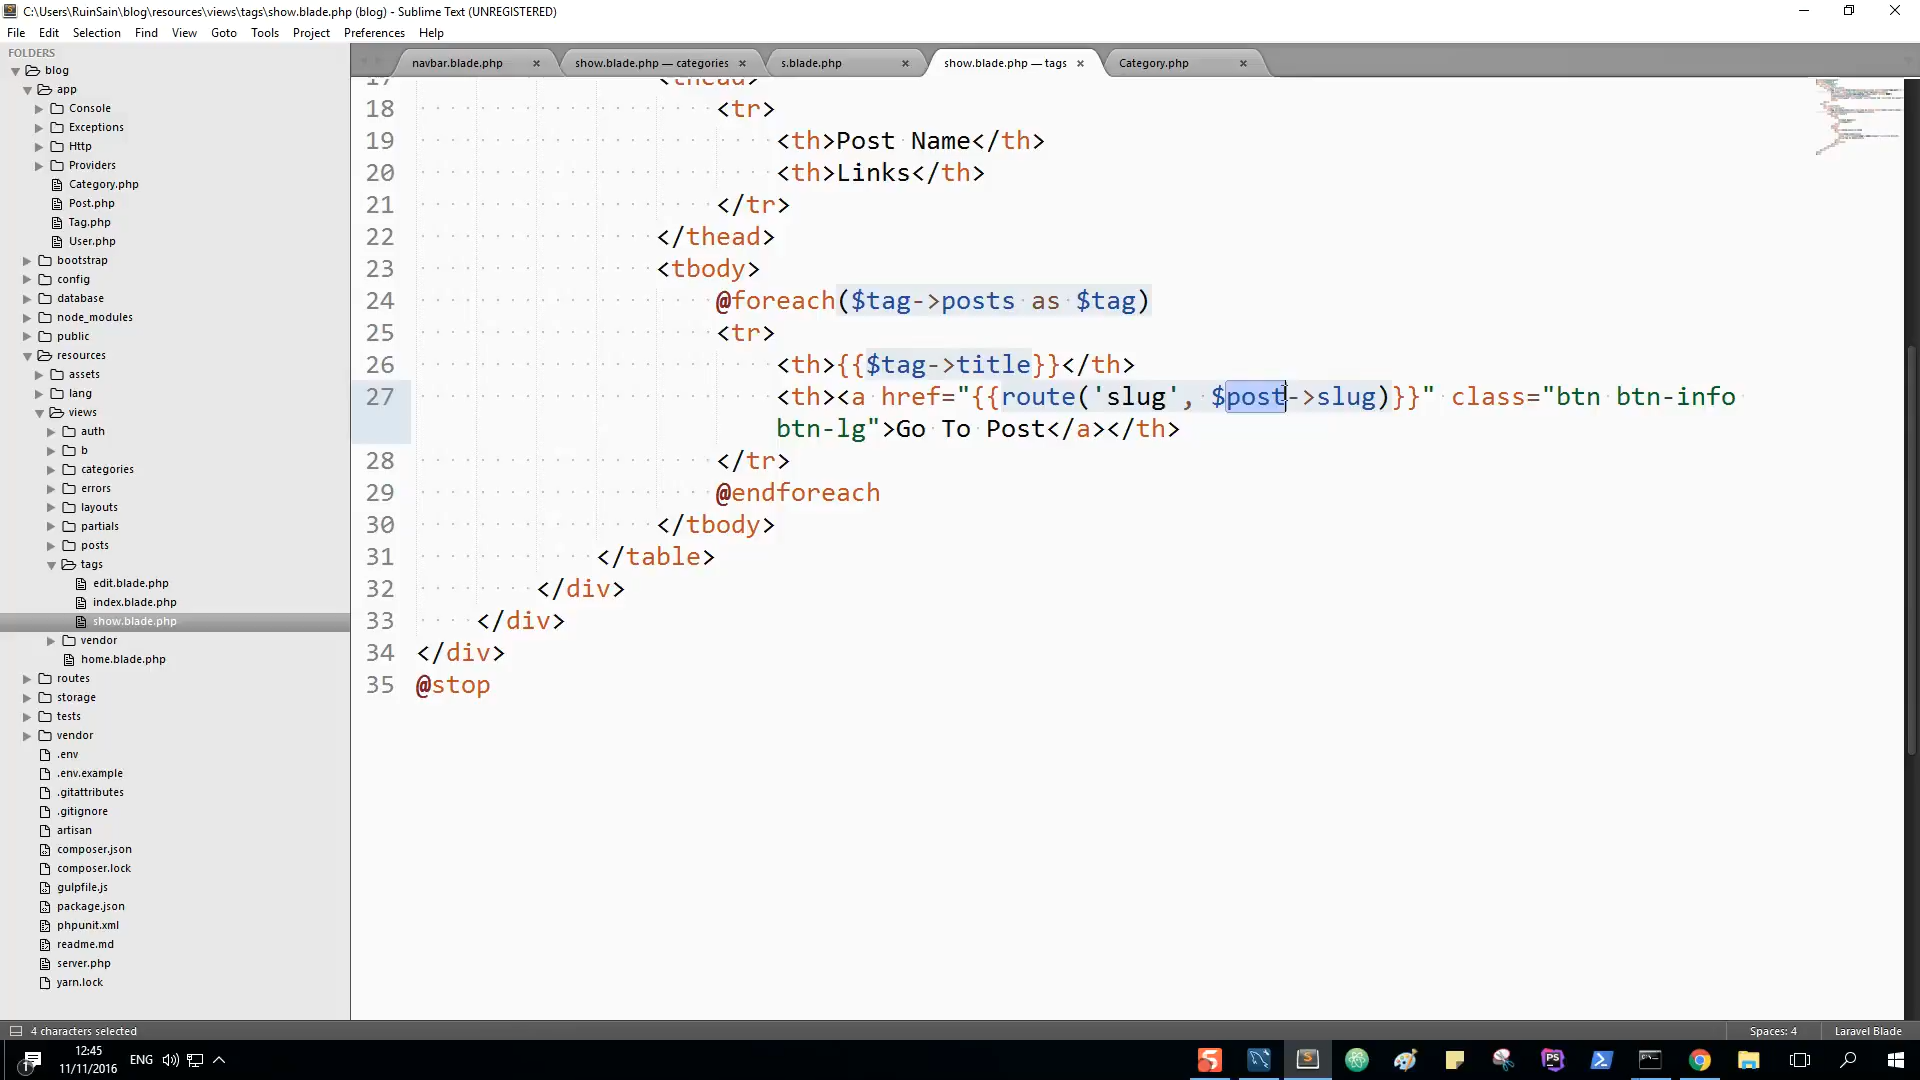 C:\Users\RuinSain\blog\resources\views\tags\show.blade.php (blog) - Sublime Text (UNREGISTERED)
File Edit Selection Find View Goto Tools Project Preferences Help
FOLDERS
blog
app
Console
Exceptions
Http
Providers
Category.php
Post.php
Tag.php
User.php
bootstrap
config
database
node_modules
public
resources
assets
lang
views
auth
b
categories
errors
layouts
partials
posts
tags
edit.blade.php
index.blade.php
show.blade.php
vendor
home.blade.php
routes
storage
tests
vendor
.env
.env.example
.gitattributes
.gitignore
artisan
composer.json
composer.lock
gulpfile.js
package.json
phpunit.xml
readme.md
server.php
yarn.lock
navbar.blade.php × show.blade.php — categories × s.blade.php × show.blade.php — tags × Category.php ×
17 <thead>
18 <tr>
19 <th>Post Name</th>
20 <th>Links</th>
21 </tr>
22 </thead>
23 <tbody>
24 @foreach($tag->posts as $tag)
25 <tr>
26 <th>{{$tag->title}}</th>
27 <th><a href="{{route('slug', $post->slug)}}" class="btn btn-info
btn-lg">Go To Post</a></th>
28 </tr>
29 @endforeach
30 </tbody>
31 </table>
32 </div>
33 </div>
34 </div>
35 @stop
4 characters selected Spaces: 4 Laravel Blade
12:45
11/11/2016
ENG